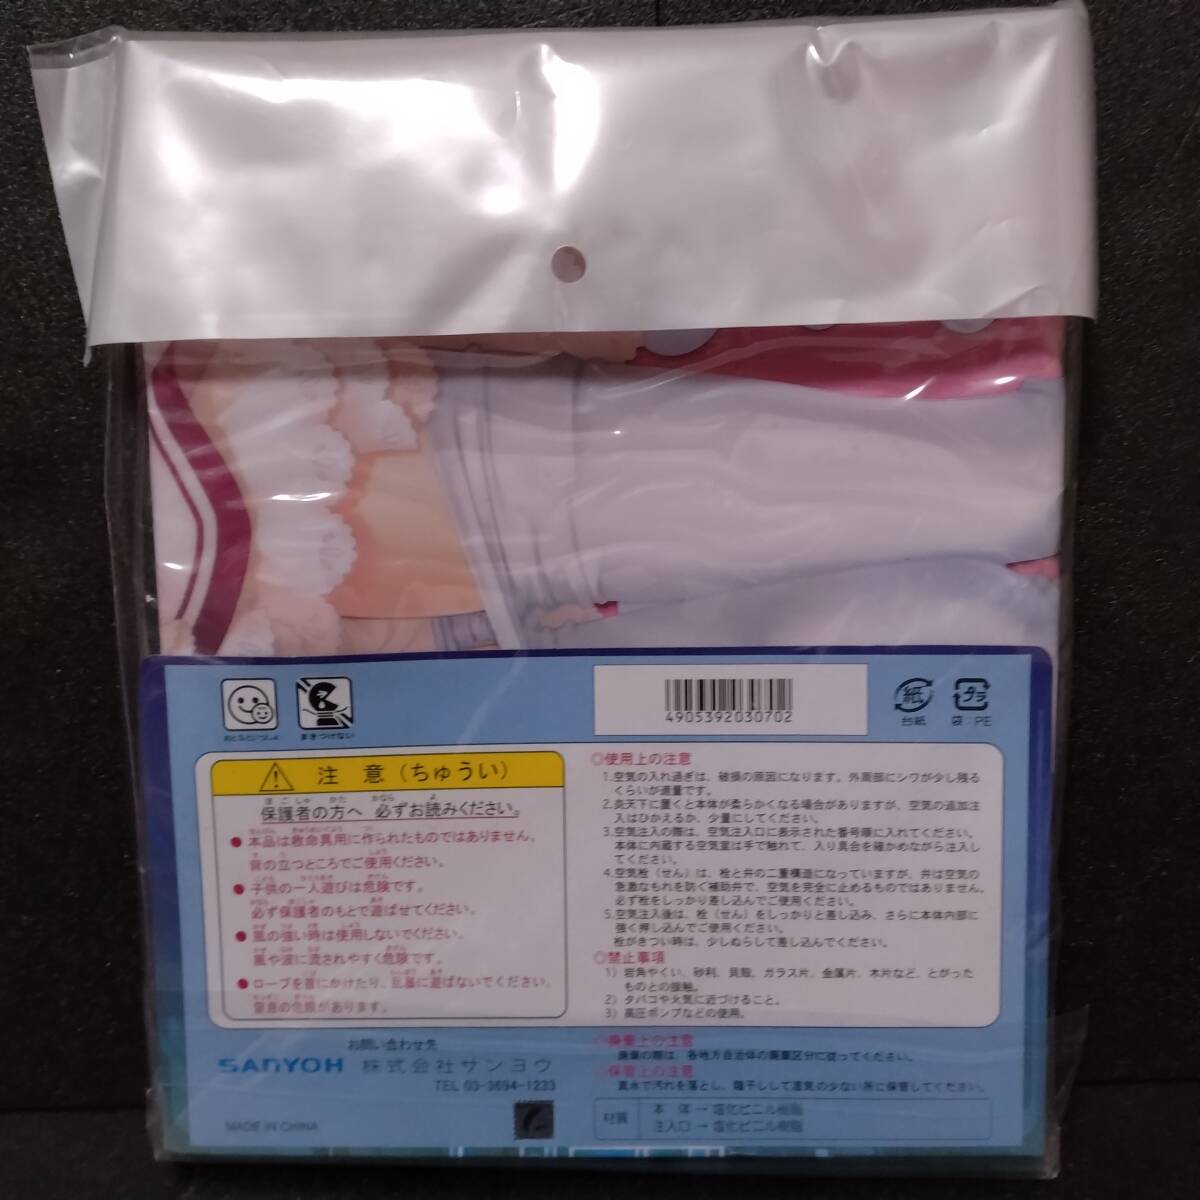 おとなといっしょ
まきつけない
4905392030702
紙
台紙
プラ
袋:PE
注 意(ちゅうい)
保護者の方へ 必ずお読みください。
● 本品は救命具用に作られたものではありません。
背の立つところでご使用ください。
● 子供の一人遊びは危険です。
必ず保護者のもとで遊ばせてください。
● 風の強い時は使用しないでください。
風や波に流されやすく危険です。
● ロープを首にかけたり、乱暴に遊ばないでください。
窒息の危険があります。
お問い合わせ先
SANYOH 株式会社サンヨウ
TEL 03-3694-1233
MADE IN CHINA
◎使用上の注意
1.空気の入れ過ぎは、破損の原因になります。外周部にシワが少し残る
くらいが適量です。
2.炎天下に置くと本体が柔らかくなる場合がありますが、空気の追加注
入はひかえるか、少量にしてください。
3.空気注入の際は、空気注入口に表示された番号順に入れてください。
本体に内蔵する空気室は手で触れて、入り具合を確かめながら注入し
てください。
4.空気栓(せん)は、栓と弁の二重構造になっていますが、弁は空気の
急激なもれを防ぐ補助弁で、空気を完全に止めるものではありません。
必ず栓をしっかり差し込んでご使用ください。
5.空気注入後は、栓(せん)をしっかりと差し込み、さらに本体内部に
強く押し込んでご使用ください。
栓がきつい時は、少しぬらして差し込んでください。
◎禁止事項
1)岩角やくい、砂利、貝殻、ガラス片、金属片、木片など、とがった
ものとの接触。
2)タバコや火気に近づけること。
3)高圧ポンプなどの使用。
◎廃棄上の注意
廃棄の際は、各地方自治体の廃棄区分に従ってください。
◎保管上の注意
真水で汚れを落とし、陰干しして湿気の少ない所に保管してください。
材質
本 体→塩化ビニル樹脂
注入口→塩化ビニル樹脂